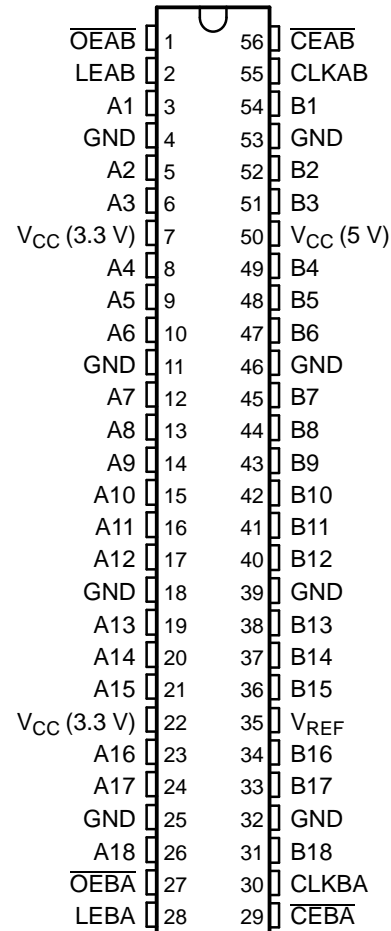 O̅E̅A̅B̅ 1 56 C̅E̅A̅B̅
LEAB 2 55 CLKAB
A1 3 54 B1
GND 4 53 GND
A2 5 52 B2
A3 6 51 B3
VCC (3.3 V) 7 50 VCC (5 V)
A4 8 49 B4
A5 9 48 B5
A6 10 47 B6
GND 11 46 GND
A7 12 45 B7
A8 13 44 B8
A9 14 43 B9
A10 15 42 B10
A11 16 41 B11
A12 17 40 B12
GND 18 39 GND
A13 19 38 B13
A14 20 37 B14
A15 21 36 B15
VCC (3.3 V) 22 35 VREF
A16 23 34 B16
A17 24 33 B17
GND 25 32 GND
A18 26 31 B18
O̅E̅B̅A̅ 27 30 CLKBA
LEBA 28 29 C̅E̅B̅A̅